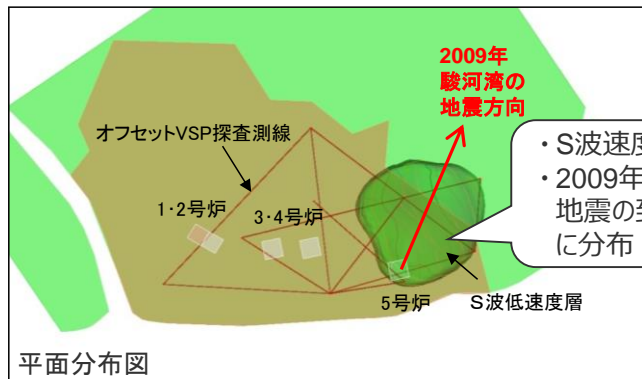 2009年
駿河湾の
地震方向
オフセットVSP探査測線
・S波速度
・2009年
地震の到
に分布
1・2号炉
3・4号炉
5号炉
S波低速度層
平面分布図